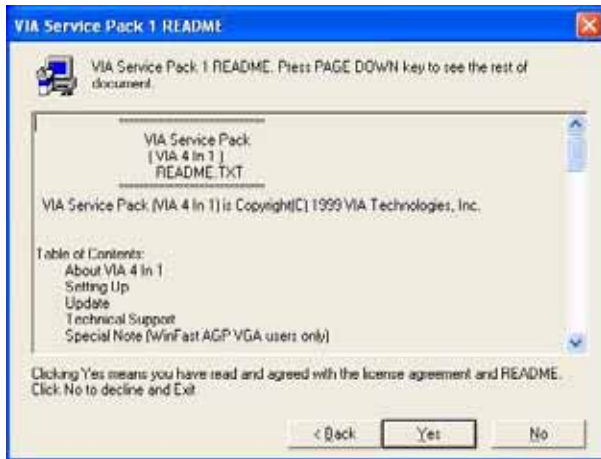 VIA Service Pack 1 README
VIA Service Pack 1 README. Press PAGE DOWN key to see the rest of
document.
VIA Service Pack
( VIA 4 In 1 )
README.TXT
VIA Service Pack (VIA 4 In 1) is Copyright(C) 1999 VIA Technologies, Inc.
Table of Contents:
About VIA 4 In 1
Setting Up
Update
Technical Support
Special Note (WinFast AGP VGA users only)
Clicking Yes means you have read and agreed with the license agreement and README.
Click No to decline and Exit
< Back
Yes
No